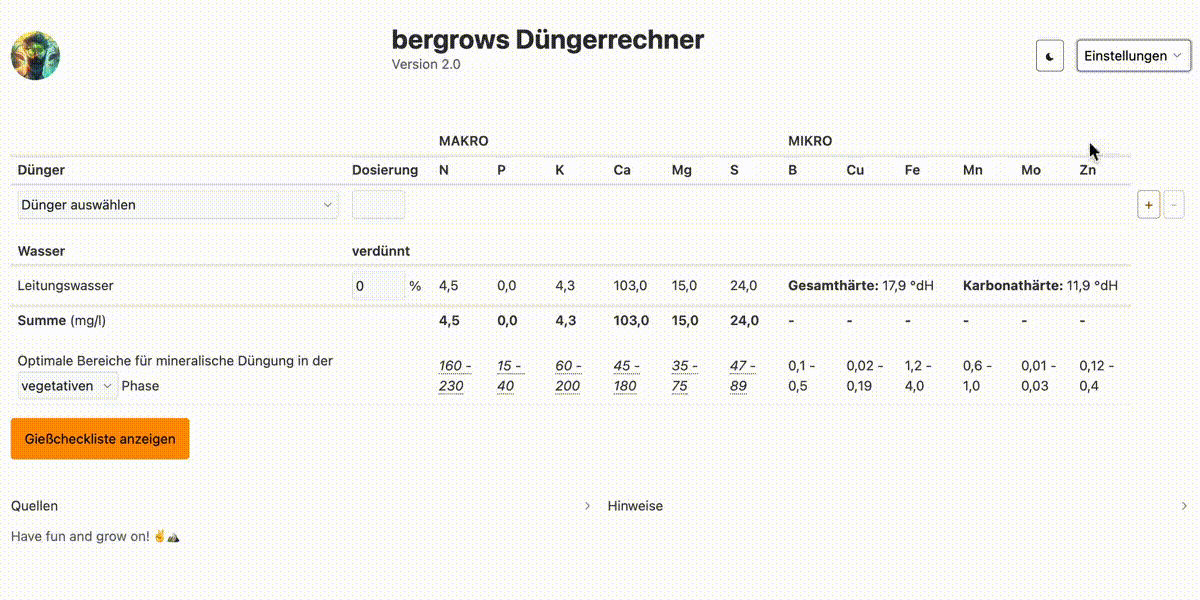 bergrows Düngerrechner
Version 2.0
Einstellungen
MAKRO MIKRO
Dünger Dosierung N P K Ca Mg S B Cu Fe Mn Mo Zn
Dünger auswählen + -
Wasser verdünnt
Leitungswasser 0 % 4,5 0,0 4,3 103,0 15,0 24,0 Gesamthärte: 17,9 °dH Karbonathärte: 11,9 °dH
Summe (mg/l) 4,5 0,0 4,3 103,0 15,0 24,0 - - - - - -
Optimale Bereiche für mineralische Düngung in der
vegetativen Phase
160 - 15 - 60 - 45 - 35 - 47 - 0,1 - 0,02 - 1,2 - 0,6 - 0,01 - 0,12 -
230 40 200 180 75 89 0,5 0,19 4,0 1,0 0,03 0,4
Gießcheckliste anzeigen
Quellen Hinweise
Have fun and grow on! ✌️⛰️